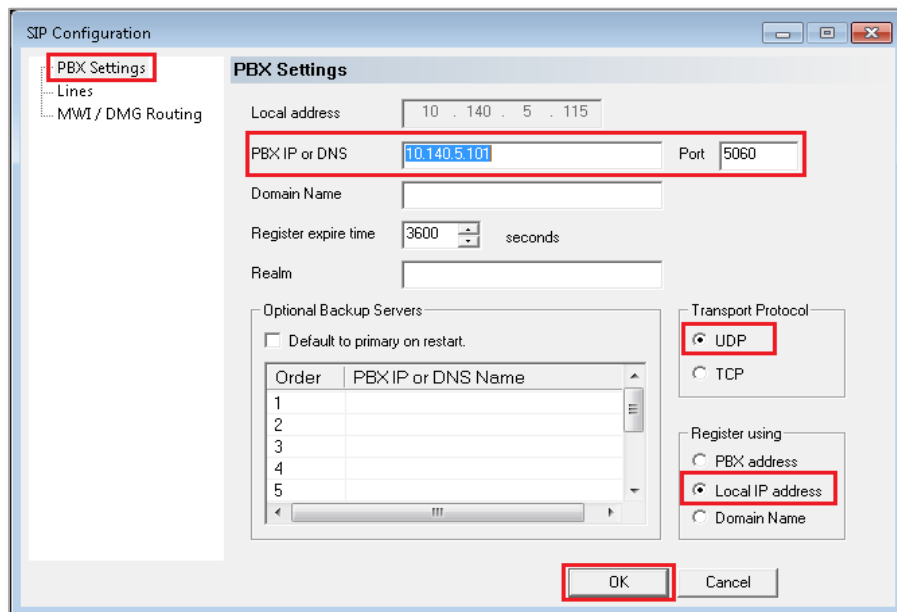 SIP Configuration
PBX Settings
Lines
MWI / DMG Routing
PBX Settings
Local address 10 . 140 . 5 . 115
PBX IP or DNS 10.140.5.101 Port 5060
Domain Name
Register expire time 3600 seconds
Realm
Optional Backup Servers
Default to primary on restart.
Order PBX IP or DNS Name
1
2
3
4
5
Transport Protocol
UDP
TCP
Register using
PBX address
Local IP address
Domain Name
OK Cancel